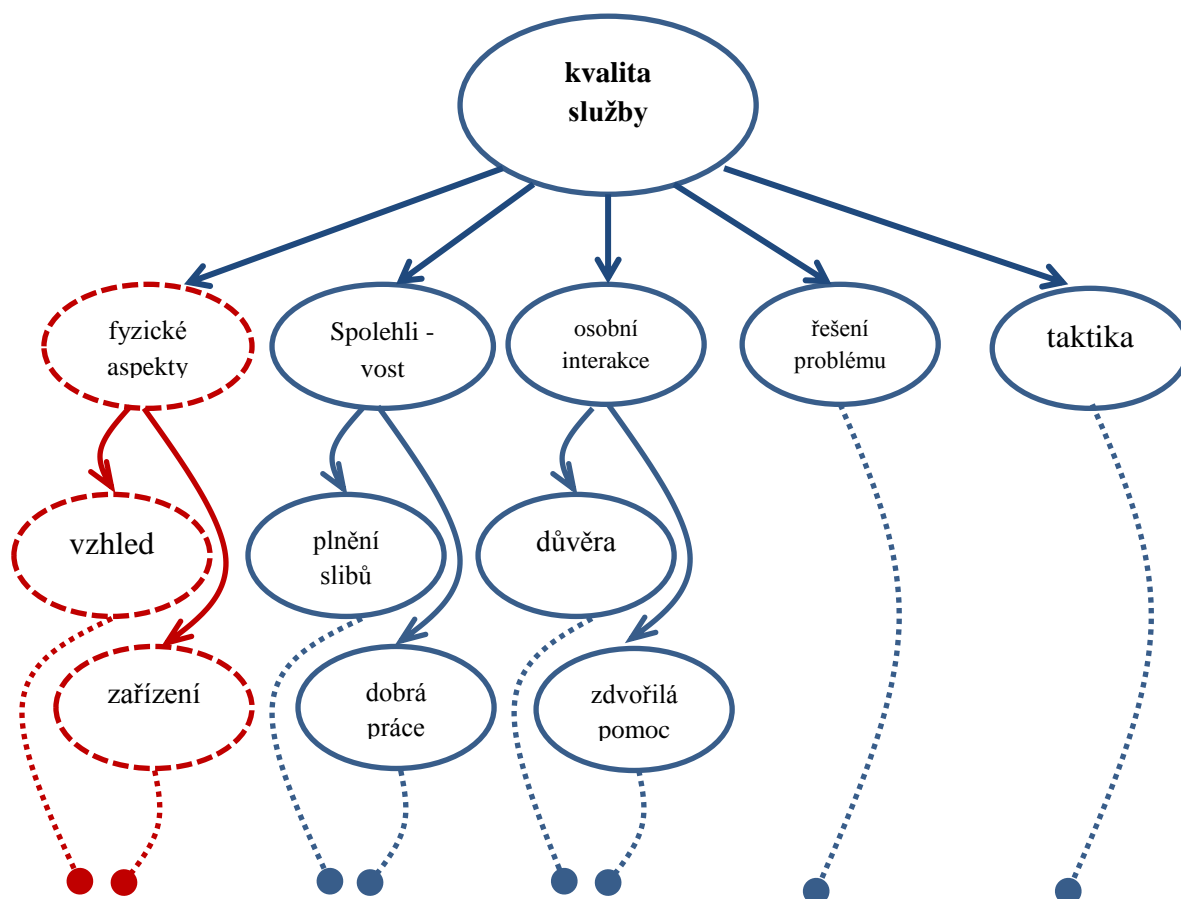 kvalita
služby
fyzické
aspekty
Spolehli -
vost
osobní
interakce
řešení
problému
taktika
vzhled
plnění
slibů
důvěra
zařízení
dobrá
práce
zdvořilá
pomoc